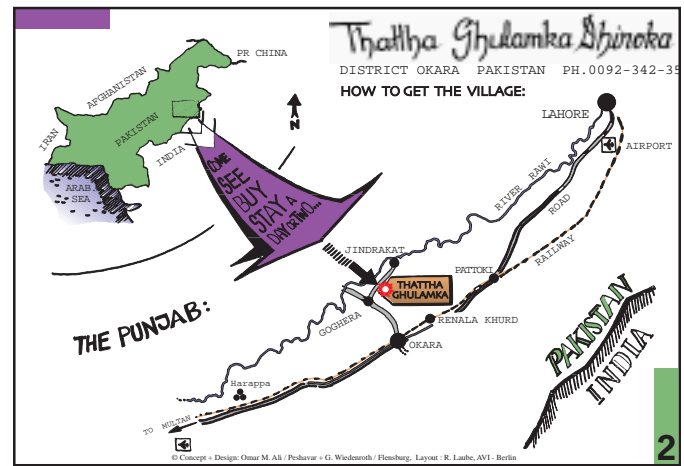 Thattha Ghulamka Dhiroka
DISTRICT OKARA PAKISTAN PH.0092-342-35
HOW TO GET THE VILLAGE:
PR CHINA
AFGHANISTAN
IRAN
PAKISTAN
INDIA
ARAB.
SEA
N
COME
SEE
BUY
STAY A
DAY OR TWO...
LAHORE
AIRPORT
RIVER RAWI
ROAD
RAILWAY
JINDRAKAT
PATTOKI
THATTHA
GHULAMKA
GOGHERA
RENALA KHURD
OKARA
THE PUNJAB:
Harappa
TO MULTAN
PAKISTAN
INDIA
© Concept + Design: Omar M. Ali / Peshavar + G. Wiedenroth / Flensburg, Layout : R. Laube, AVI - Berlin
2